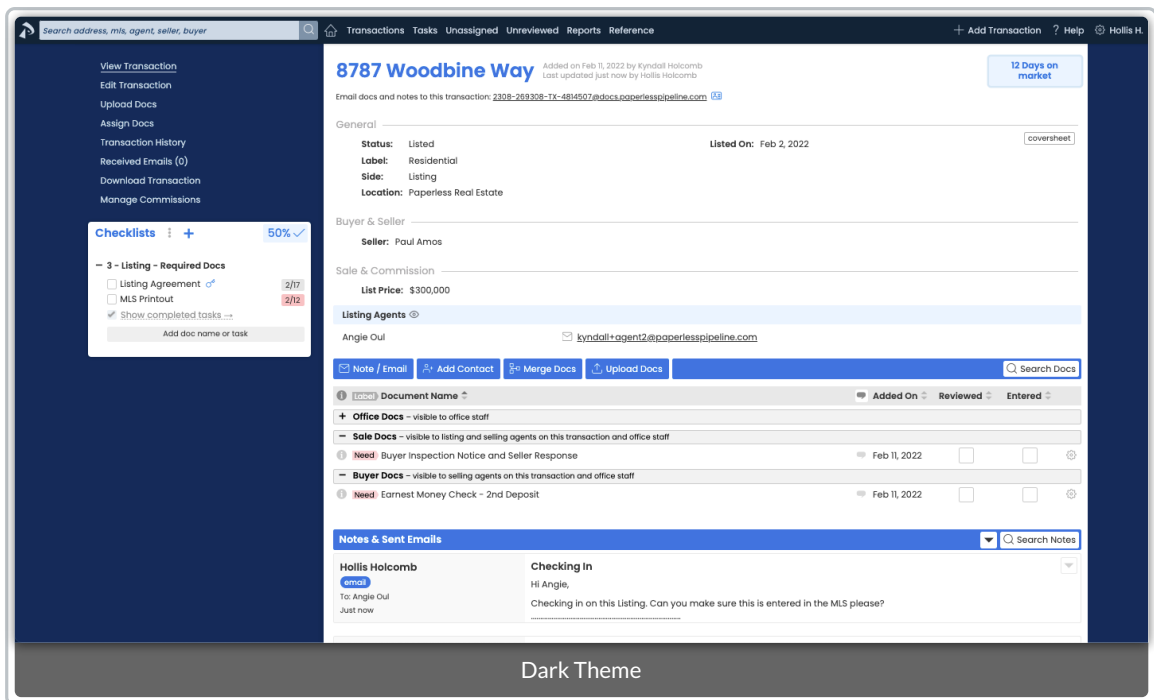 Search address, mls, agent, seller, buyer
Transactions Tasks Unassigned Unreviewed Reports Reference
+ Add Transaction ? Help Hollis H.
View Transaction
Edit Transaction
Upload Docs
Assign Docs
Transaction History
Received Emails (0)
Download Transaction
Manage Commissions
Checklists + 50%
3 - Listing - Required Docs
Listing Agreement 2/17
MLS Printout 2/12
Show completed tasks →
Add doc name or task
8787 Woodbine Way
Added on Feb 11, 2022 by Kyndall Holcomb
Last updated just now by Hollis Holcomb
12 Days on
market
Email docs and notes to this transaction: 2308-269308-TX-4814507@docs.paperlesspipeline.com
General
coversheet
Status: Listed Listed On: Feb 2, 2022
Label: Residential
Side: Listing
Location: Paperless Real Estate
Buyer & Seller
Seller: Paul Amos
Sale & Commission
List Price: $300,000
Listing Agents
Angie Oul kyndall+agent2@paperlesspipeline.com
Note / Email Add Contact Merge Docs Upload Docs Search Docs
Label Document Name Added On Reviewed Entered
+ Office Docs - visible to office staff
- Sale Docs - visible to listing and selling agents on this transaction and office staff
Need Buyer Inspection Notice and Seller Response Feb 11, 2022
- Buyer Docs - visible to selling agents on this transaction and office staff
Need Earnest Money Check - 2nd Deposit Feb 11, 2022
Notes & Sent Emails Search Notes
Hollis Holcomb
email
To: Angie Oul
Just now
Checking In
Hi Angie,
Checking in on this Listing. Can you make sure this is entered in the MLS please?
Dark Theme